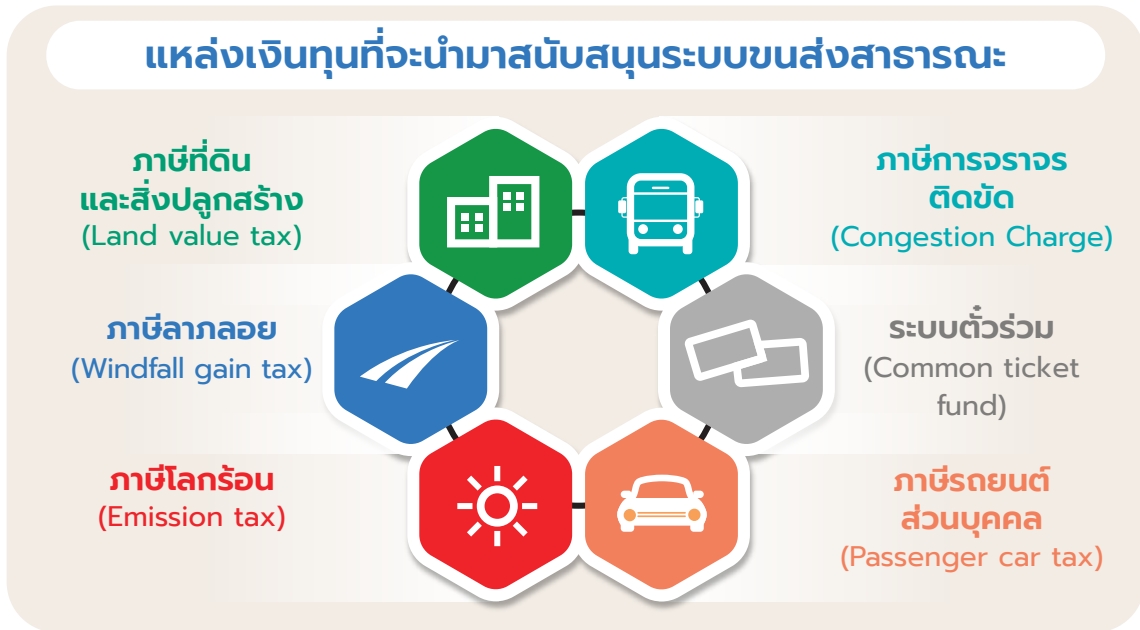 แหล่งเงินทุนที่จะนำมาสนับสนุนระบบขนส่งสาธารณะ
ภาษีที่ดิน
และสิ่งปลูกสร้าง
(Land value tax)
ภาษีการจราจร
ติดขัด
(Congestion Charge)
ภาษีลาภลอย
(Windfall gain tax)
ระบบตั๋วร่วม
(Common ticket
fund)
ภาษีโลกร้อน
(Emission tax)
ภาษีรถยนต์
ส่วนบุคคล
(Passenger car tax)